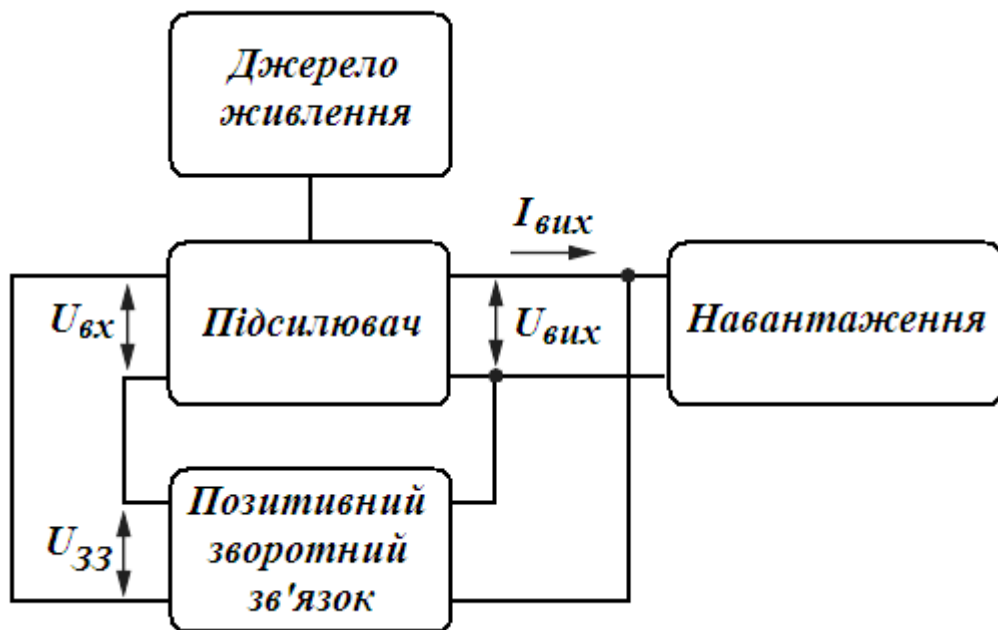 Джерело
живлення
Iвих
Uвх
Підсилювач
Uвих
Навантаження
Позитивний
зворотний
зв'язок
UЗЗ